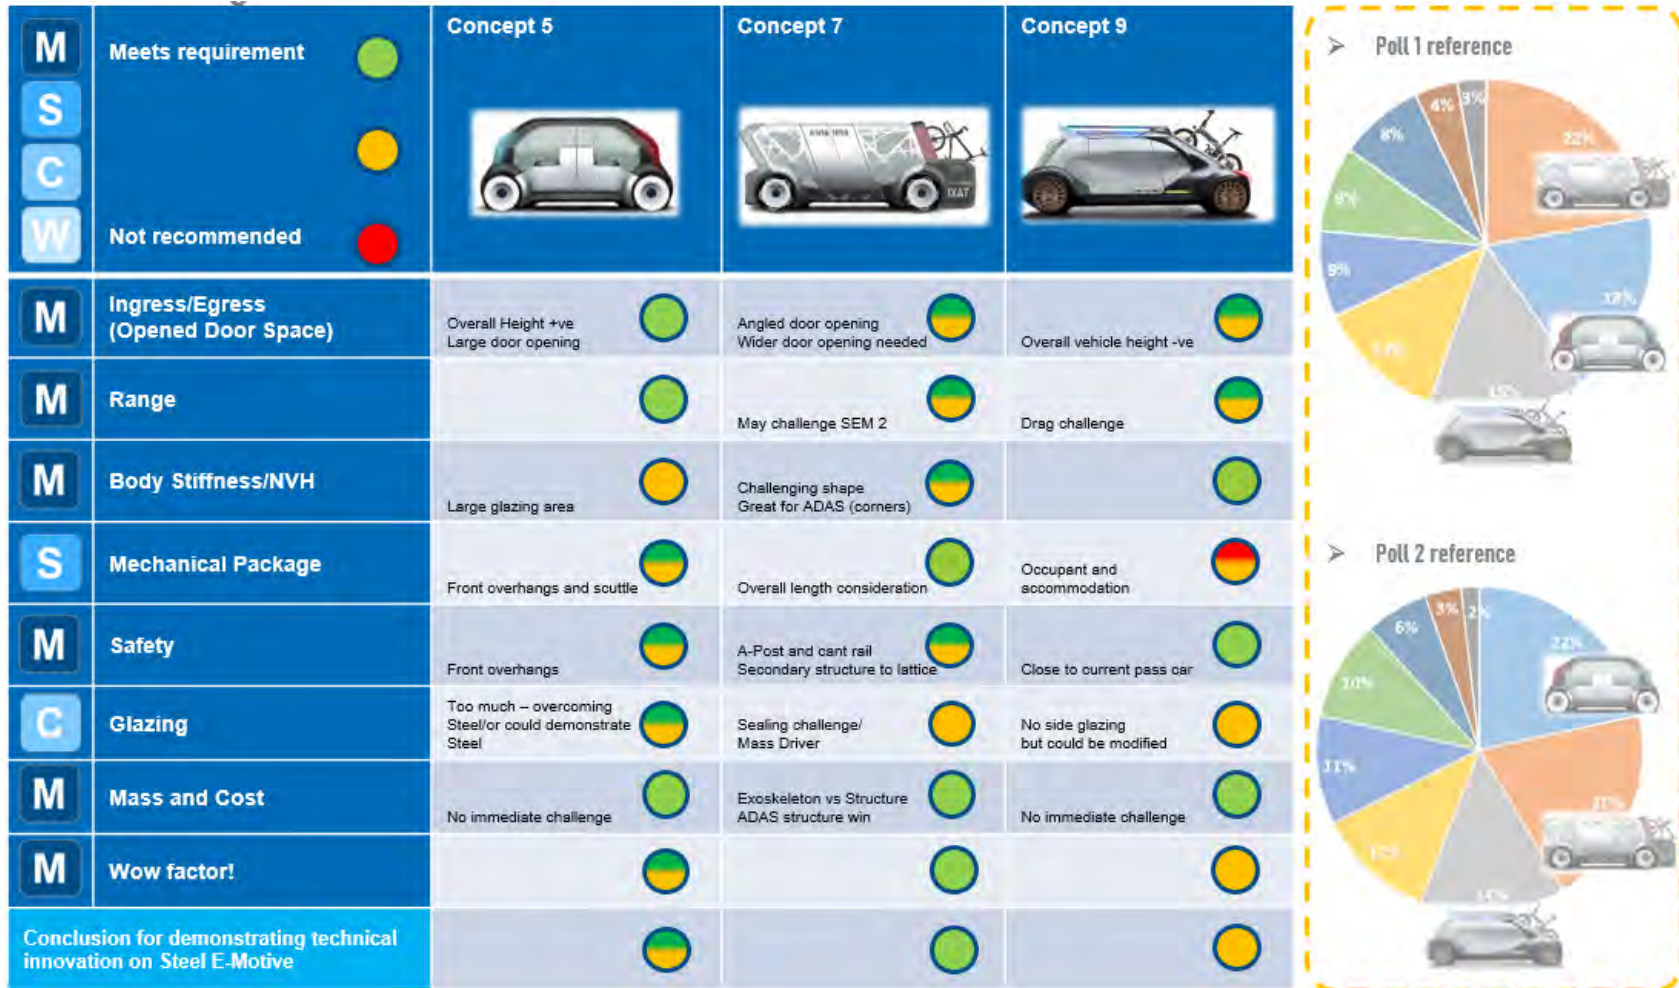 M
Meets requirement
S
C
W
Not recommended
Concept 5
Concept 7
IXAT
Concept 9
M
Ingress/Egress
(Opened Door Space)
Overall Height +ve
Large door opening
Angled door opening
Wider door opening needed
Overall vehicle height -ve
M
Range
May challenge SEM 2
Drag challenge
M
Body Stiffness/NVH
Large glazing area
Challenging shape
Great for ADAS (corners)
S
Mechanical Package
Front overhangs and scuttle
Overall length consideration
Occupant and
accommodation
M
Safety
Front overhangs
A-Post and cant rail
Secondary structure to lattice
Close to current pass car
C
Glazing
Too much – overcoming
Steel/or could demonstrate
Steel
Sealing challenge/
Mass Driver
No side glazing
but could be modified
M
Mass and Cost
No immediate challenge
Exoskeleton vs Structure
ADAS structure win
No immediate challenge
M
Wow factor!
Conclusion for demonstrating technical
innovation on Steel E-Motive
➢ Poll 1 reference
3%
4%
8%
22%
9%
18%
➢ Poll 2 reference
2%
3%
6%
22%
10%
11%